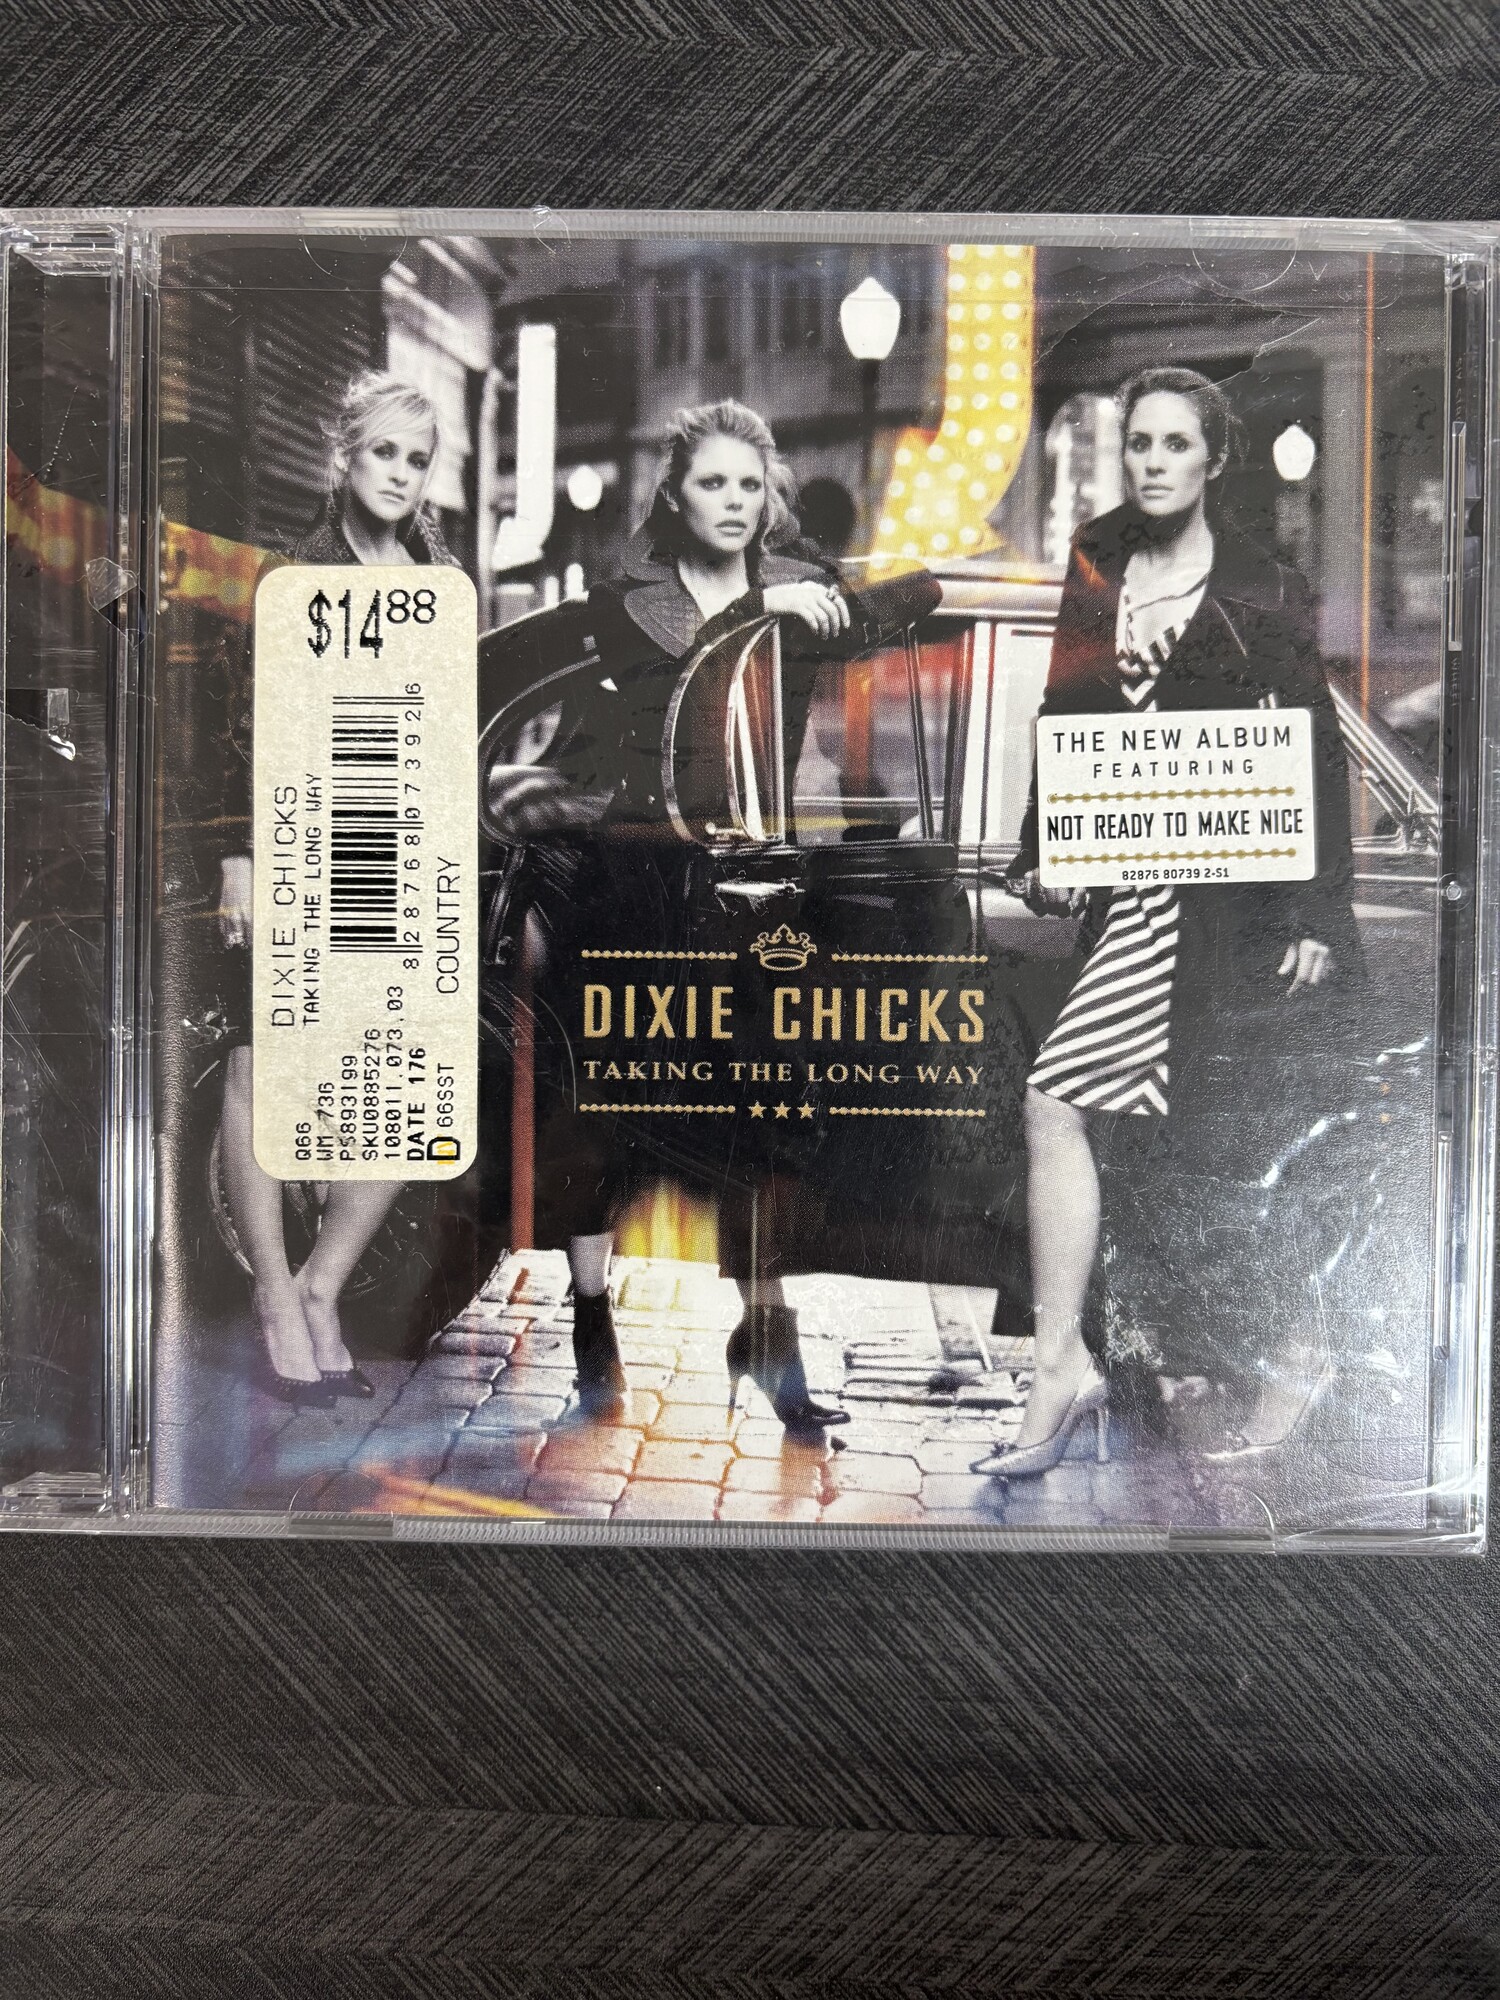 $14.88
DIXIE CHICKS
TAKING THE LONG WAY
8 28768 07392 6
COUNTRY
Q66
WM 736
PS893199
SKU0885276
108011.073.03
DATE 176
D 66SST
THE NEW ALBUM
FEATURING
NOT READY TO MAKE NICE
82876 80739 2-S1
DIXIE CHICKS
TAKING THE LONG WAY